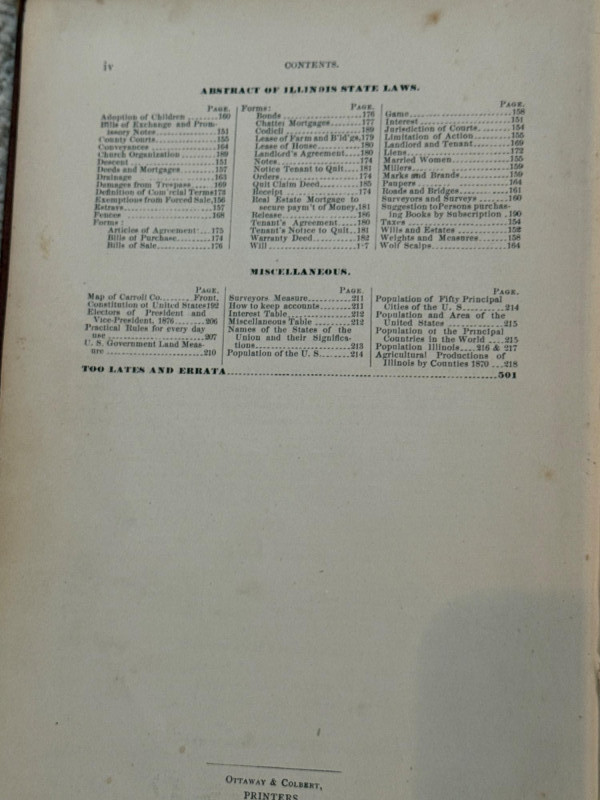 iv
CONTENTS.
ABSTRACT OF ILLINOIS STATE LAWS.
PAGE.
Adoption of Children ........160
Bills of Exchange and Prom-
issory Notes................151
County Courts...............155
Conveyances ................164
Church Organization ........189
Descent ....................151
Deeds and Mortgages.........157
Drainage ...................163
Damages from Trespass.......169
Definition of Com'rcial Terms172
Exemptions from Forced Sale,156
Estrays.....................157
Fences .....................168
Forms :
Articles of Agreement.......175
Bills of Purchase...........174
Bills of Sale...............176
Forms: PAGE.
Bonds ......................176
Chattel Mortgages...........177
Codicil ....................189
Lease of Farm and B'ld'gs,179
Lease of House..............180
Landlord's Agreement........180
Notes.......................174
Notice Tenant to Quit.......181
Orders......................174
Quit Claim Deed.............185
Receipt ....................174
Real Estate Mortgage to
secure paym't of Money,181
Release.....................186
Tenant's Agreement..........180
Tenant's Notice to Quit.....181
Warranty Deed...............182
Will .......................187
PAGE.
Game........................158
Interest ...................151
Jurisdiction of Courts......154
Limitation of Action........155
Landlord and Tenant.........169
Liens.......................172
Married Women...............155
Millers.....................159
Marks and Brands............159
Paupers ....................164
Roads and Bridges...........161
Surveyors and Surveys ......160
Suggestion to Persons purchas-
ing Books by Subscription .190
Taxes ......................154
Wills and Estates ..........152
Weights and Measures........158
Wolf Scalps.................164
MISCELLANEOUS.
PAGE.
Map of Carroll Co........Front.
Constitution of United States192
Electors of President and
Vice-President, 1876 .......206
Practical Rules for every day
use ........................207
U. S. Government Land Meas-
ure ........................210
PAGE.
Surveyors Measure...........211
How to keep accounts........211
Interest Table..............212
Miscellaneous Table ........212
Names of the States of the
Union and their Significa-
tions.......................213
Population of the U. S......214
PAGE.
Population of Fifty Principal
Cities of the U. S..........214
Population and Area of the
United States ..............215
Population of the Principal
Countries in the World .....215
Population Illinois.....216 & 217
Agricultural Productions of
Illinois by Counties 1870 ...218
TOO LATES AND ERRATA........501
OTTAWAY & COLBERT,
PRINTERS